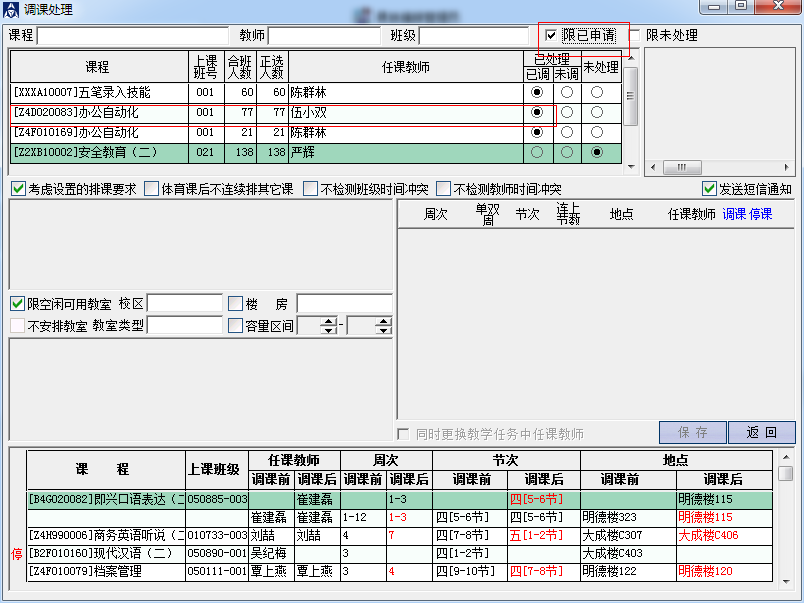 调课处理
课程 教师 班级 限已申请 限未处理
课程 上课班号 合班人数 正选人数 任课教师 已处理 已调 未调 未处理
[XXXA10007]五笔录入技能 001 60 60 陈群林
[Z4D020083]办公自动化 001 77 77 伍小双
[Z4F010169]办公自动化 001 21 21 陈群林
[Z2XB10002]安全教育（二） 021 138 138 严辉
考虑设置的排课要求 体育课后不连续排其它课 不检测班级时间冲突 不检测教师时间冲突 发送短信通知
周次 单双周 节次 连上节数 地点 任课教师 调课 停课
限空闲可用教室 校区 楼 房
不安排教室 教室类型 容量区间 -
同时更换教学任务中任课教师 保 存 返 回
课 程 上课班级 任课教师 周次 节次 地点
调课前 调课后 调课前 调课后 调课前 调课后 调课前 调课后
[B4G020082]即兴口语表达（二 050885-003 崔建磊 1-3 四[5-6节] 明德楼115
崔建磊 崔建磊 1-12 1-3 四[5-6节] 四[5-6节] 明德楼323 明德楼115
[Z4H990006]商务英语听说（二 010733-003 刘喆 刘喆 4 7 四[7-8节] 五[1-2节] 大成楼C307 大成楼C406
停 [B2F010160]现代汉语（二） 050890-001 吴纪梅 3 四[1-2节] 大成楼C403
[Z4F010079]档案管理 050111-001 覃上燕 覃上燕 3 4 四[9-10节] 四[7-8节] 明德楼122 明德楼120